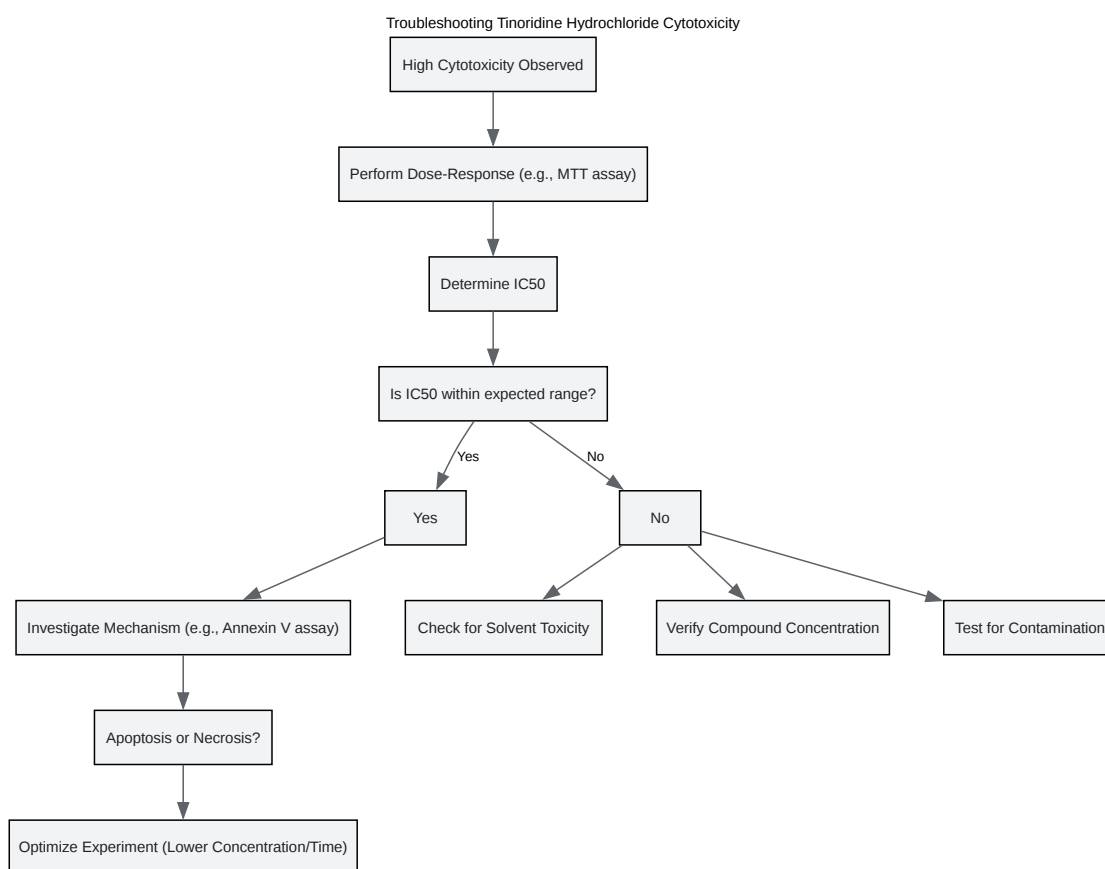 Troubleshooting Tinoridine Hydrochloride Cytotoxicity
High Cytotoxicity Observed
Perform Dose-Response (e.g., MTT assay)
Determine IC50
Is IC50 within expected range?
Yes
No
Yes
No
Investigate Mechanism (e.g., Annexin V assay)
Check for Solvent Toxicity
Verify Compound Concentration
Test for Contamination
Apoptosis or Necrosis?
Optimize Experiment (Lower Concentration/Time)